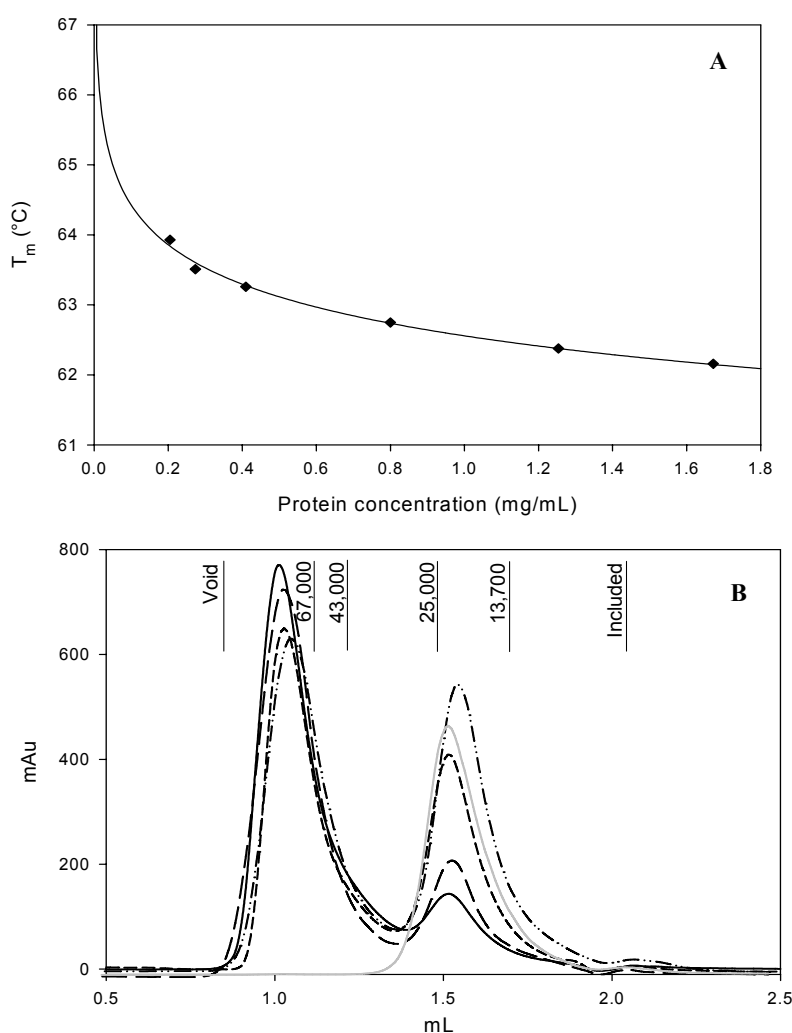 67
A
66
65
64
63
62
61
Tm (°C)
0.0 0.2 0.4 0.6 0.8 1.0 1.2 1.4 1.6 1.8
Protein concentration (mg/mL)
800
Void
67,000
43,000
25,000
13,700
Included
B
600
400
200
0
mAu
0.5 1.0 1.5 2.0 2.5
mL